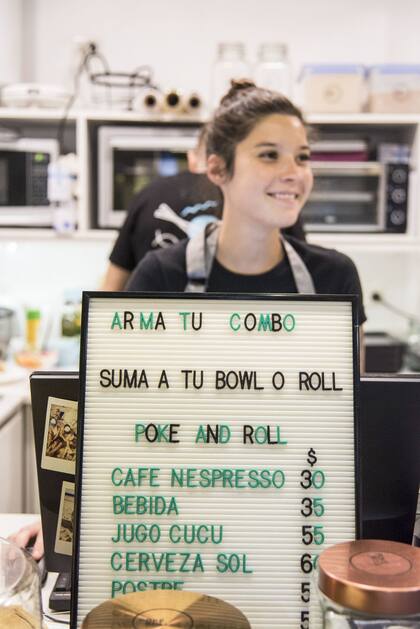 ARMA TU COMBO
SUMA A TU BOWL O ROLL
POKE AND ROLL
$
CAFE NESPRESSO 30
BEBIDA 35
JUGO CUCU 55
CERVEZA SOL
POSTRE